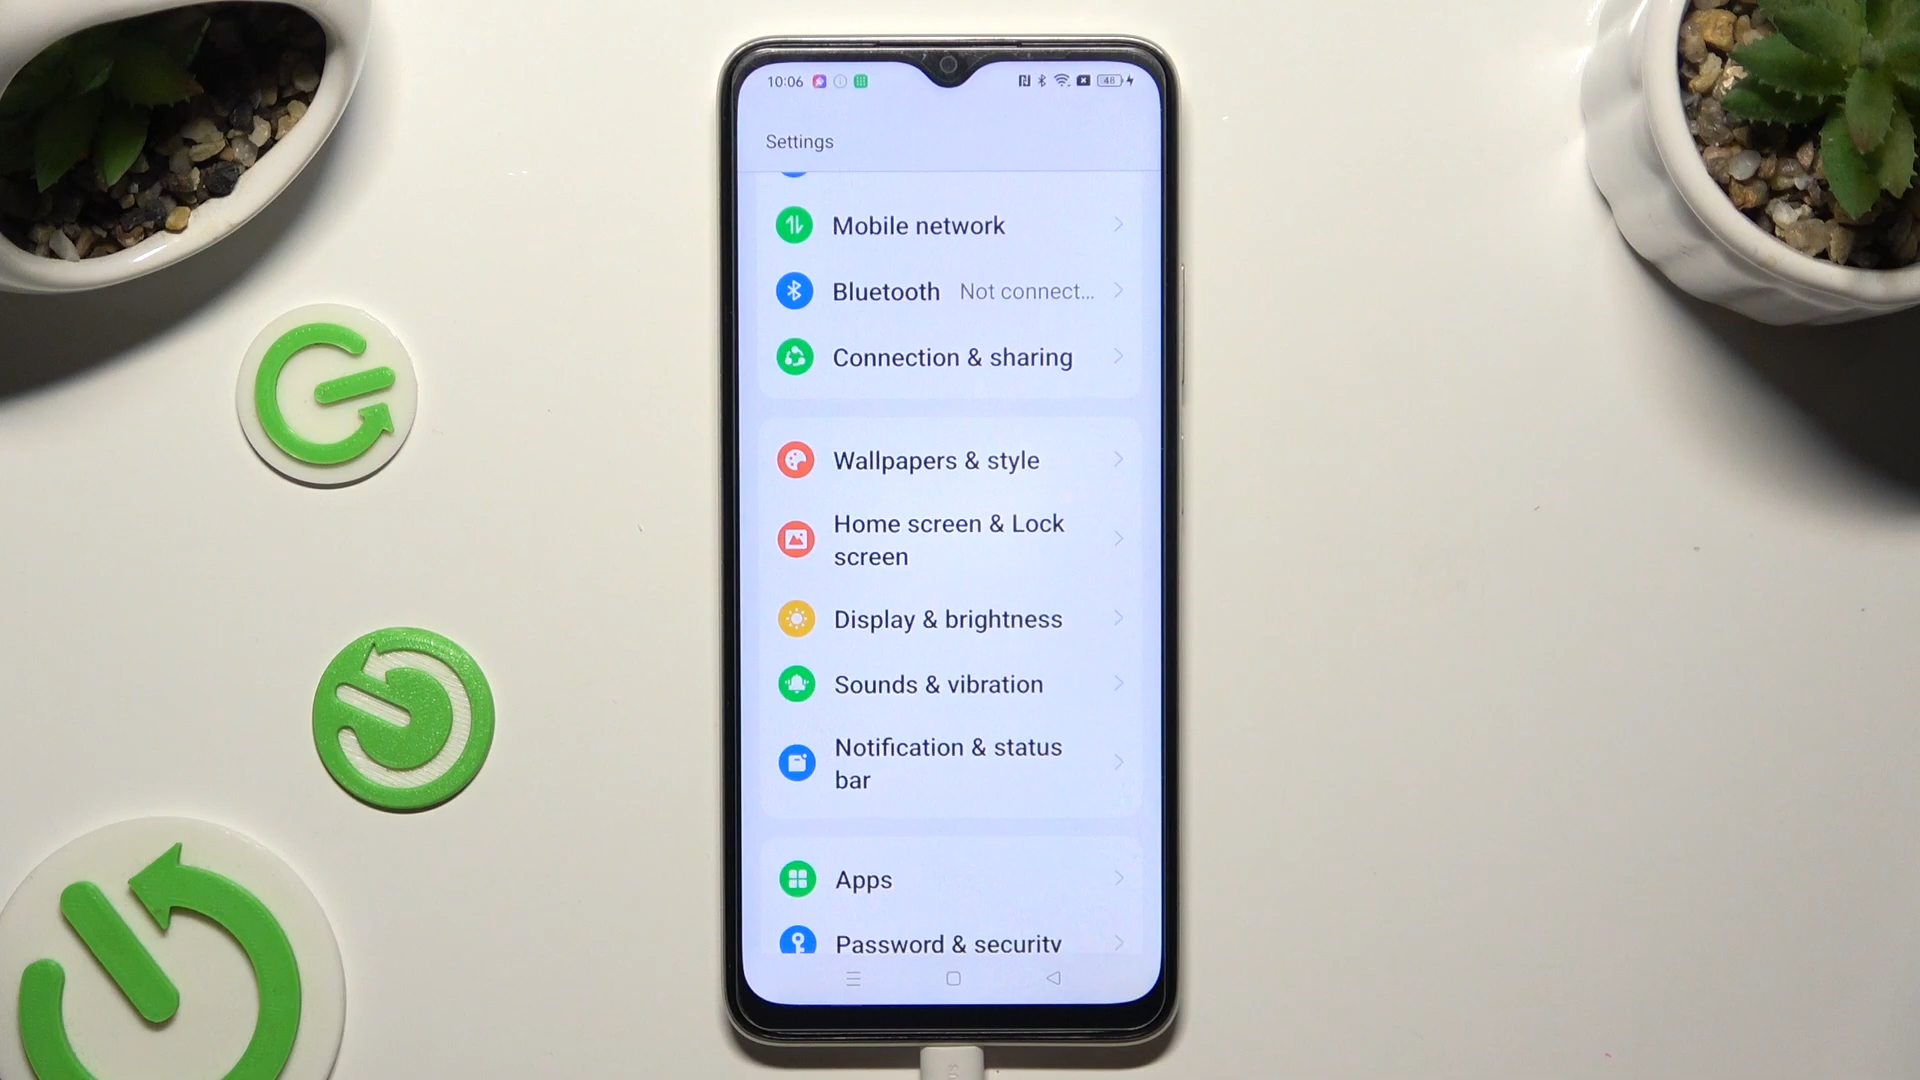 10:06 48
Settings
Mobile network
Bluetooth Not connect...
Connection & sharing
Wallpapers & style
Home screen & Lock
screen
Display & brightness
Sounds & vibration
Notification & status
bar
Apps
Password & security